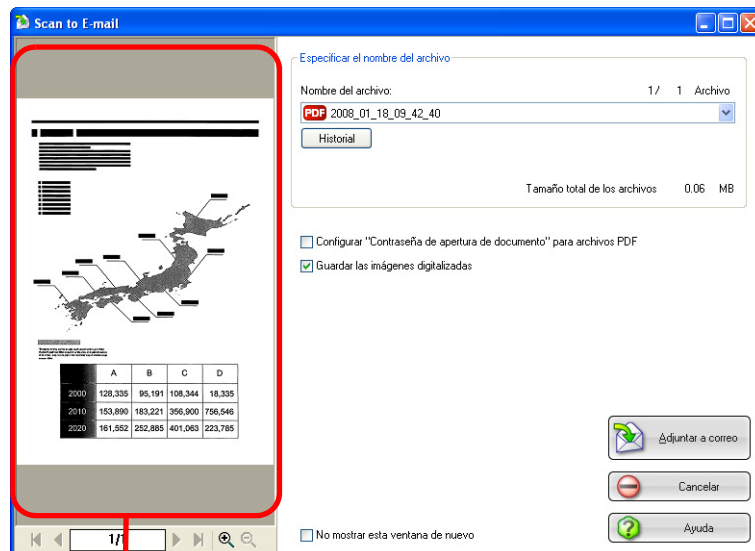 Scan to E-mail
Especificar el nombre del archivo
Nombre del archivo: 1/ 1 Archivo
PDF 2008_01_18_09_42_40
Historial
Tamaño total de los archivos 0.06 MB
Configurar "Contraseña de apertura de documento" para archivos PDF
Guardar las imágenes digitalizadas
A B C D
2000 128,335 95,191 108,344 18,335
2010 153,890 183,221 356,900 756,546
2020 161,552 252,885 401,063 223,785
Adjuntar a correo
Cancelar
Ayuda
1/1
No mostrar esta ventana de nuevo